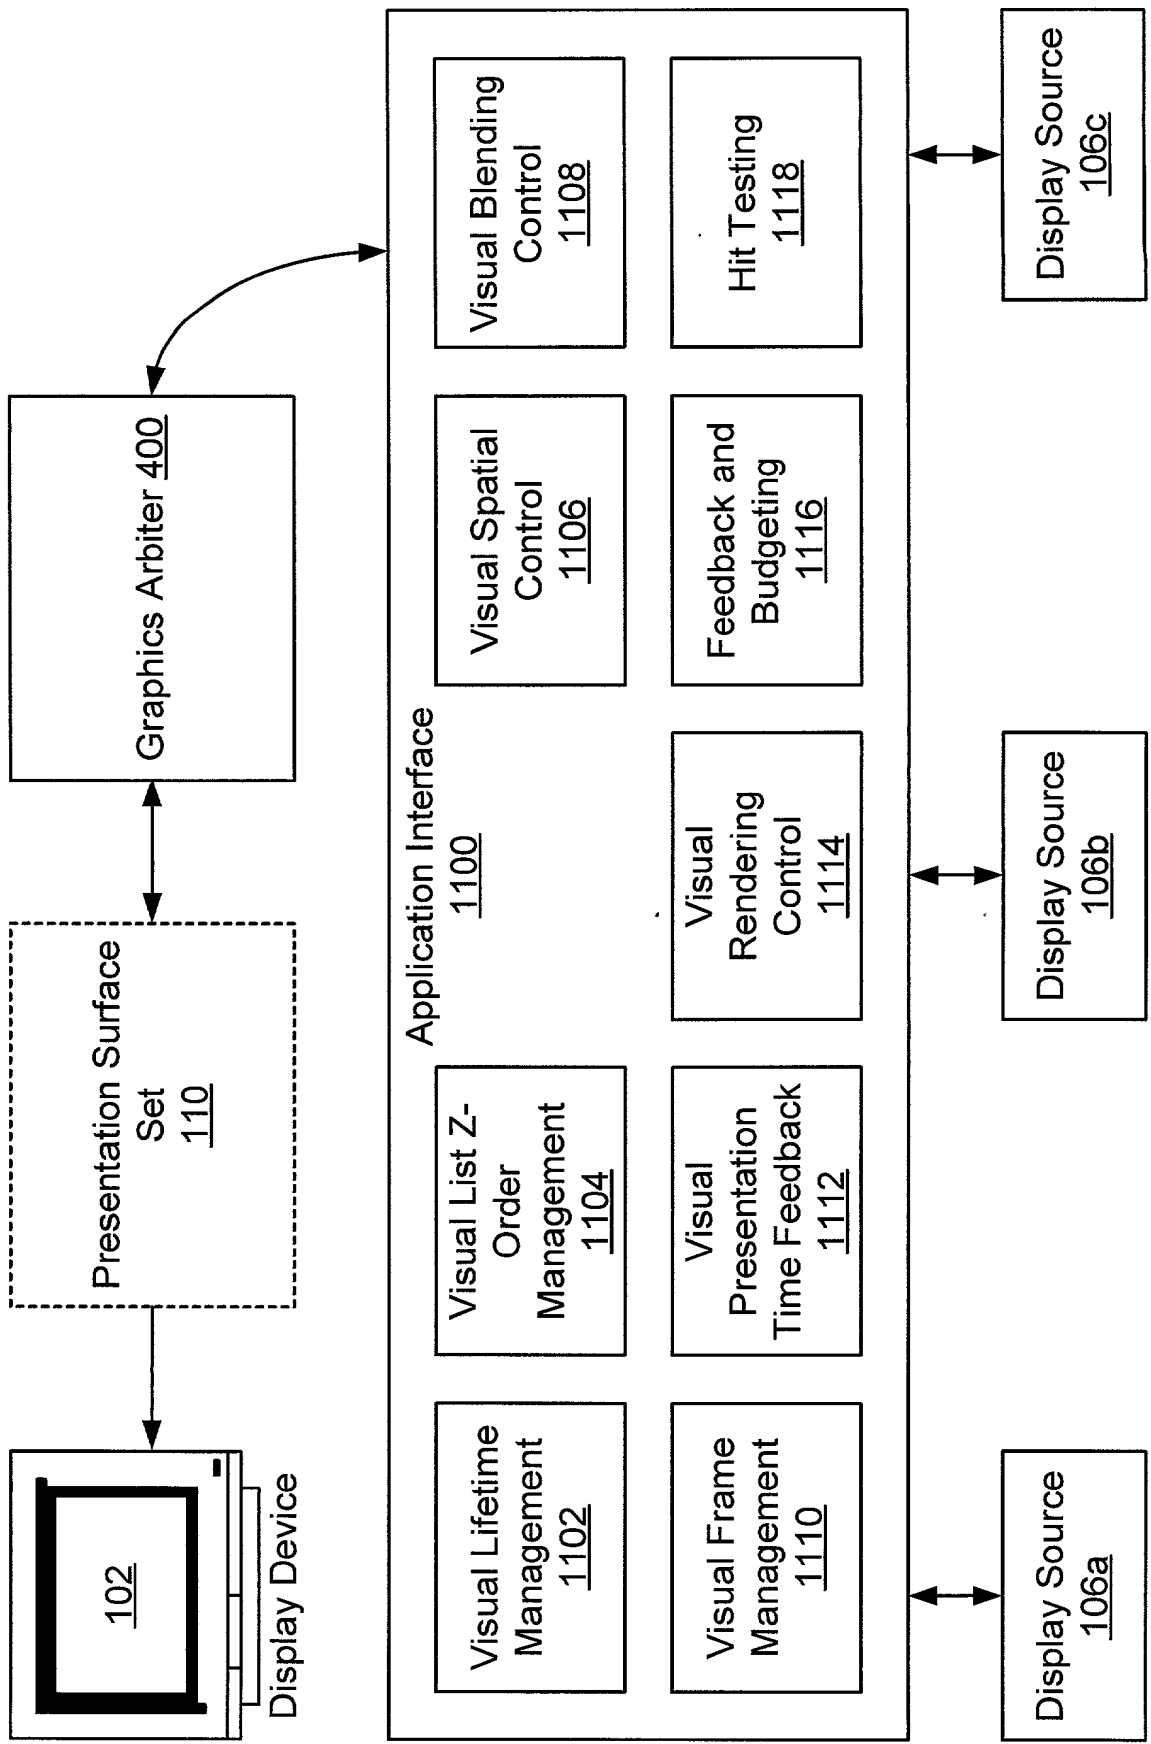 102
Display Device
Presentation Surface
Set
110
Graphics Arbiter 400
Application Interface
1100
Visual Lifetime
Management
1102
Visual List Z-
Order
Management
1104
Visual Spatial
Control
1106
Visual Blending
Control
1108
Visual Frame
Management
1110
Visual
Presentation
Time Feedback
1112
Visual
Rendering
Control
1114
Feedback and
Budgeting
1116
Hit Testing
1118
Display Source
106a
Display Source
106b
Display Source
106c